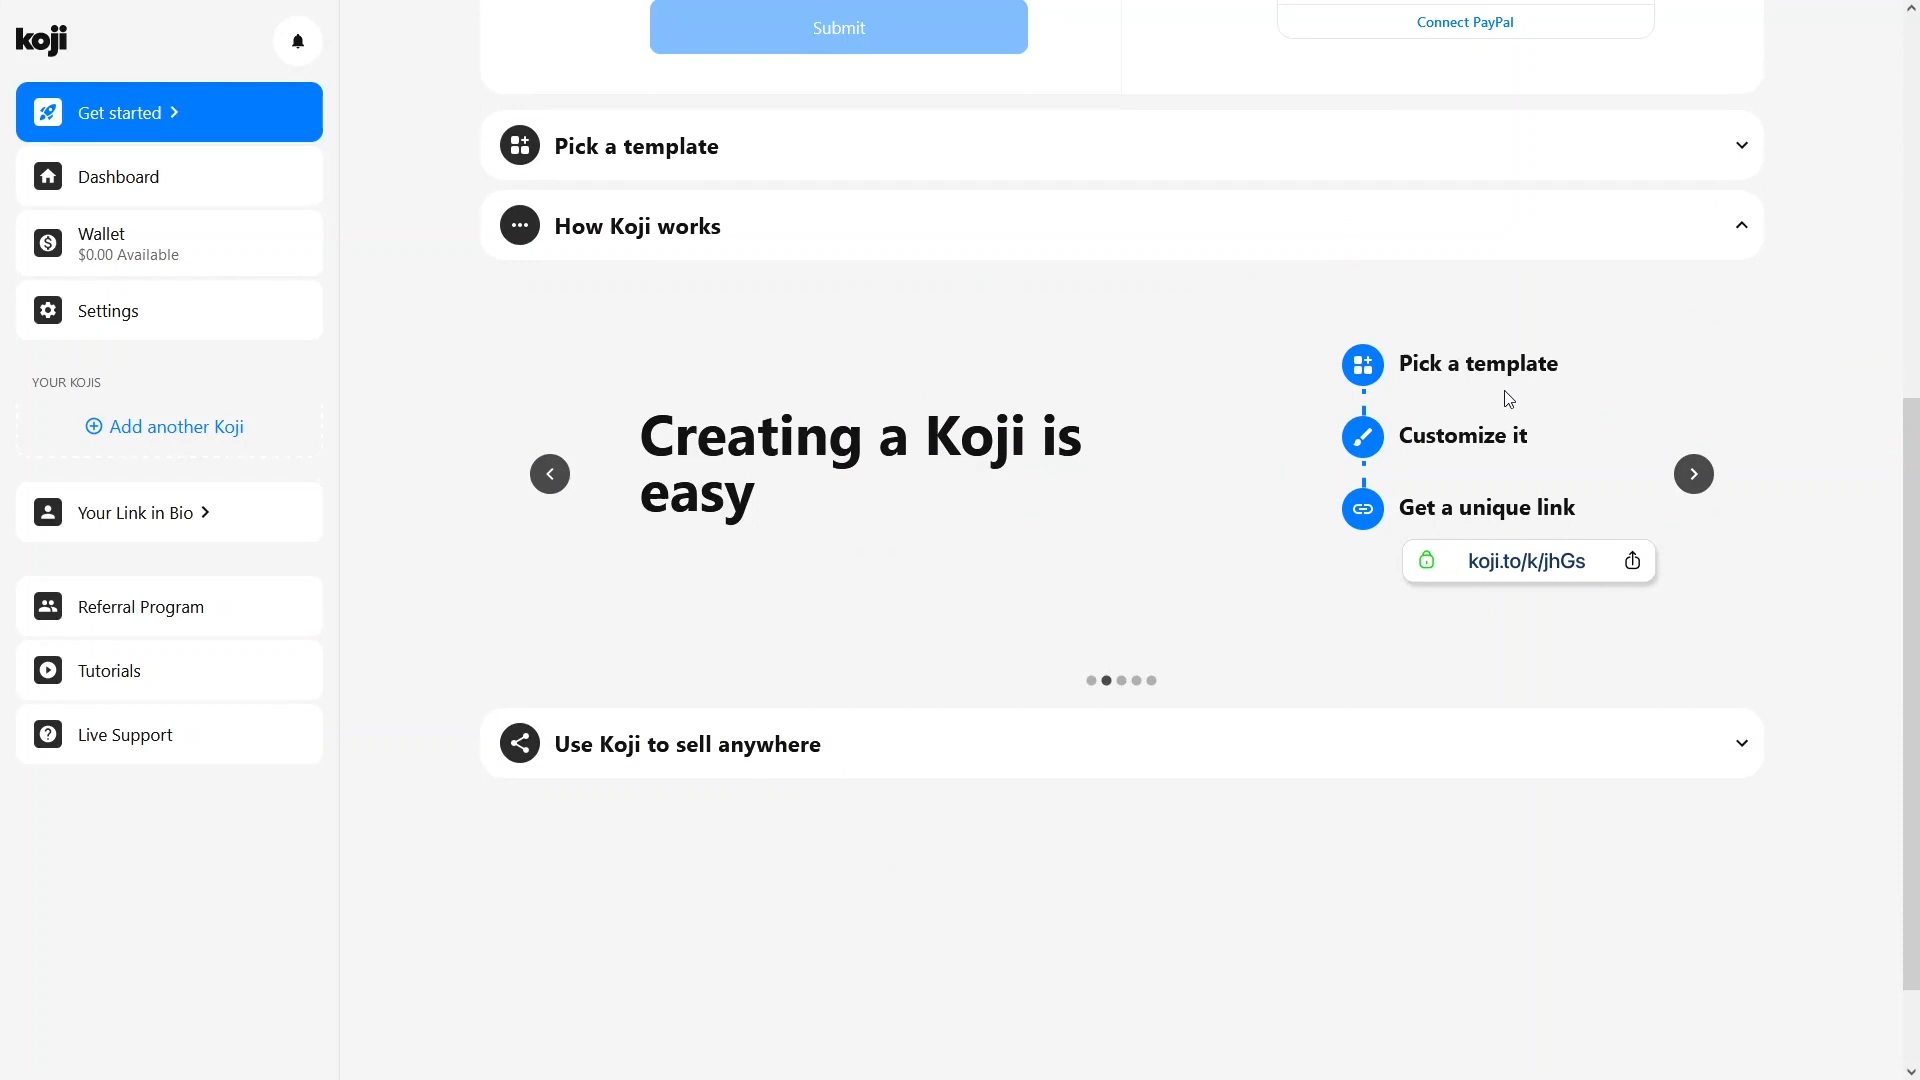 koji
Get started
Dashboard
Wallet
$0.00 Available
Settings
YOUR KOJIS
Add another Koji
Your Link in Bio
Referral Program
Tutorials
Live Support
Submit
Connect PayPal
Pick a template
How Koji works
Creating a Koji is
easy
Pick a template
Customize it
Get a unique link
koji.to/k/jhGs
Use Koji to sell anywhere